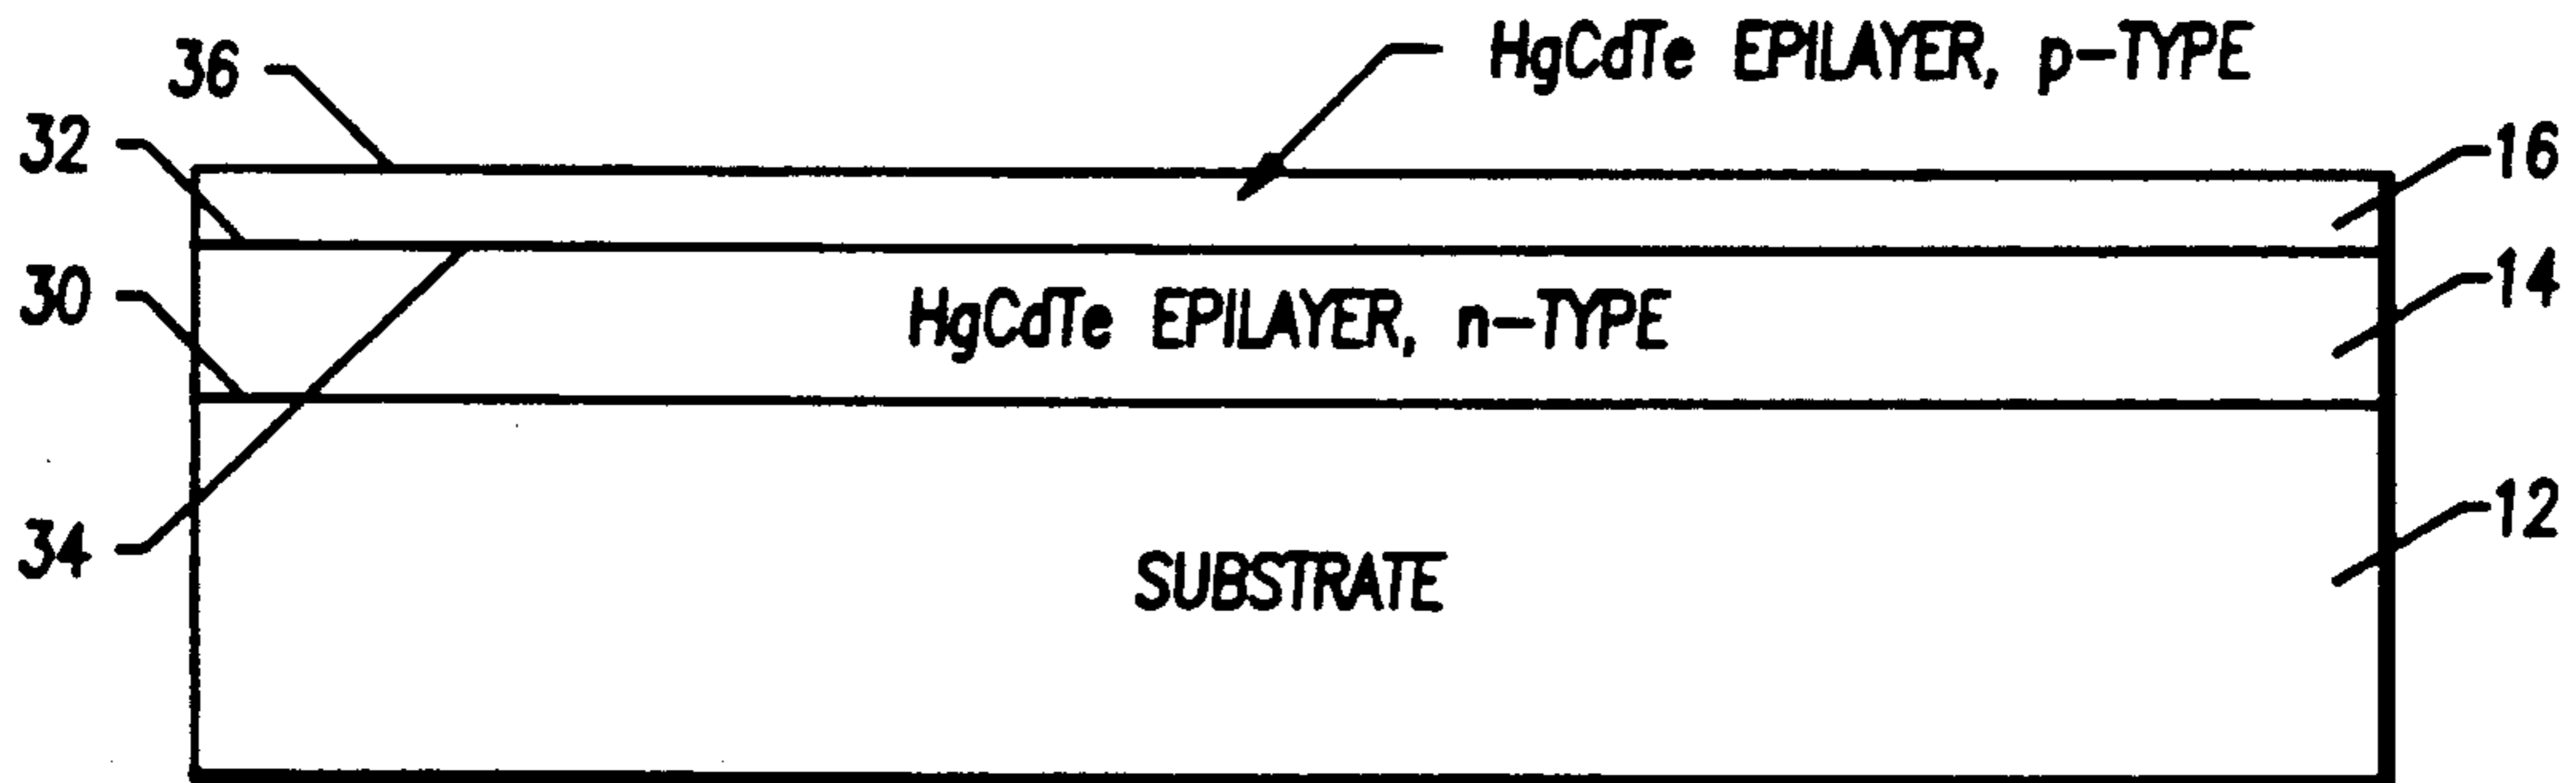 36
HgCdTe EPILAYER, p-TYPE
32
16
30
HgCdTe EPILAYER, n-TYPE
14
34
SUBSTRATE
12